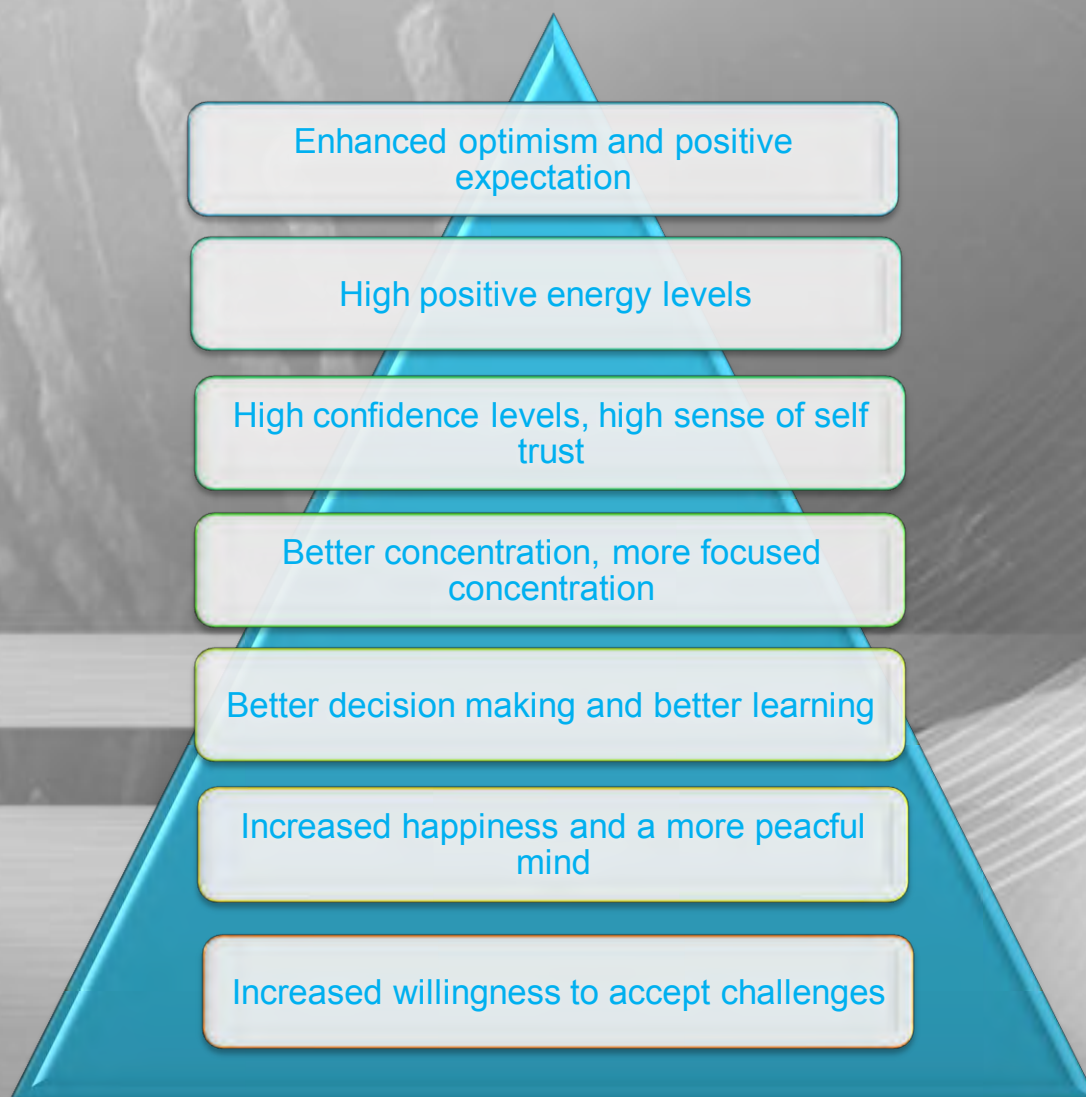 Enhanced optimism and positive
expectation
High positive energy levels
High confidence levels, high sense of self
trust
Better concentration, more focused
concentration
Better decision making and better learning
Increased happiness and a more peacful
mind
Increased willingness to accept challenges